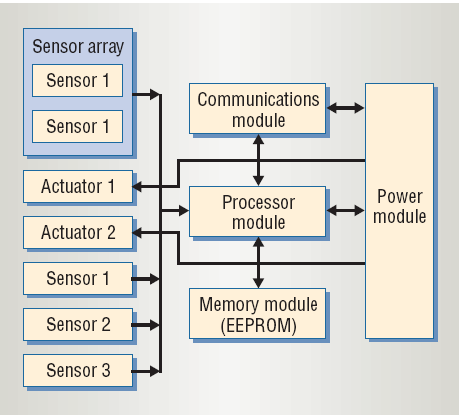 Sensor array
Sensor 1
Sensor 1
Actuator 1
Actuator 2
Sensor 1
Sensor 2
Sensor 3
Communications
module
Processor
module
Memory module
(EEPROM)
Power
module